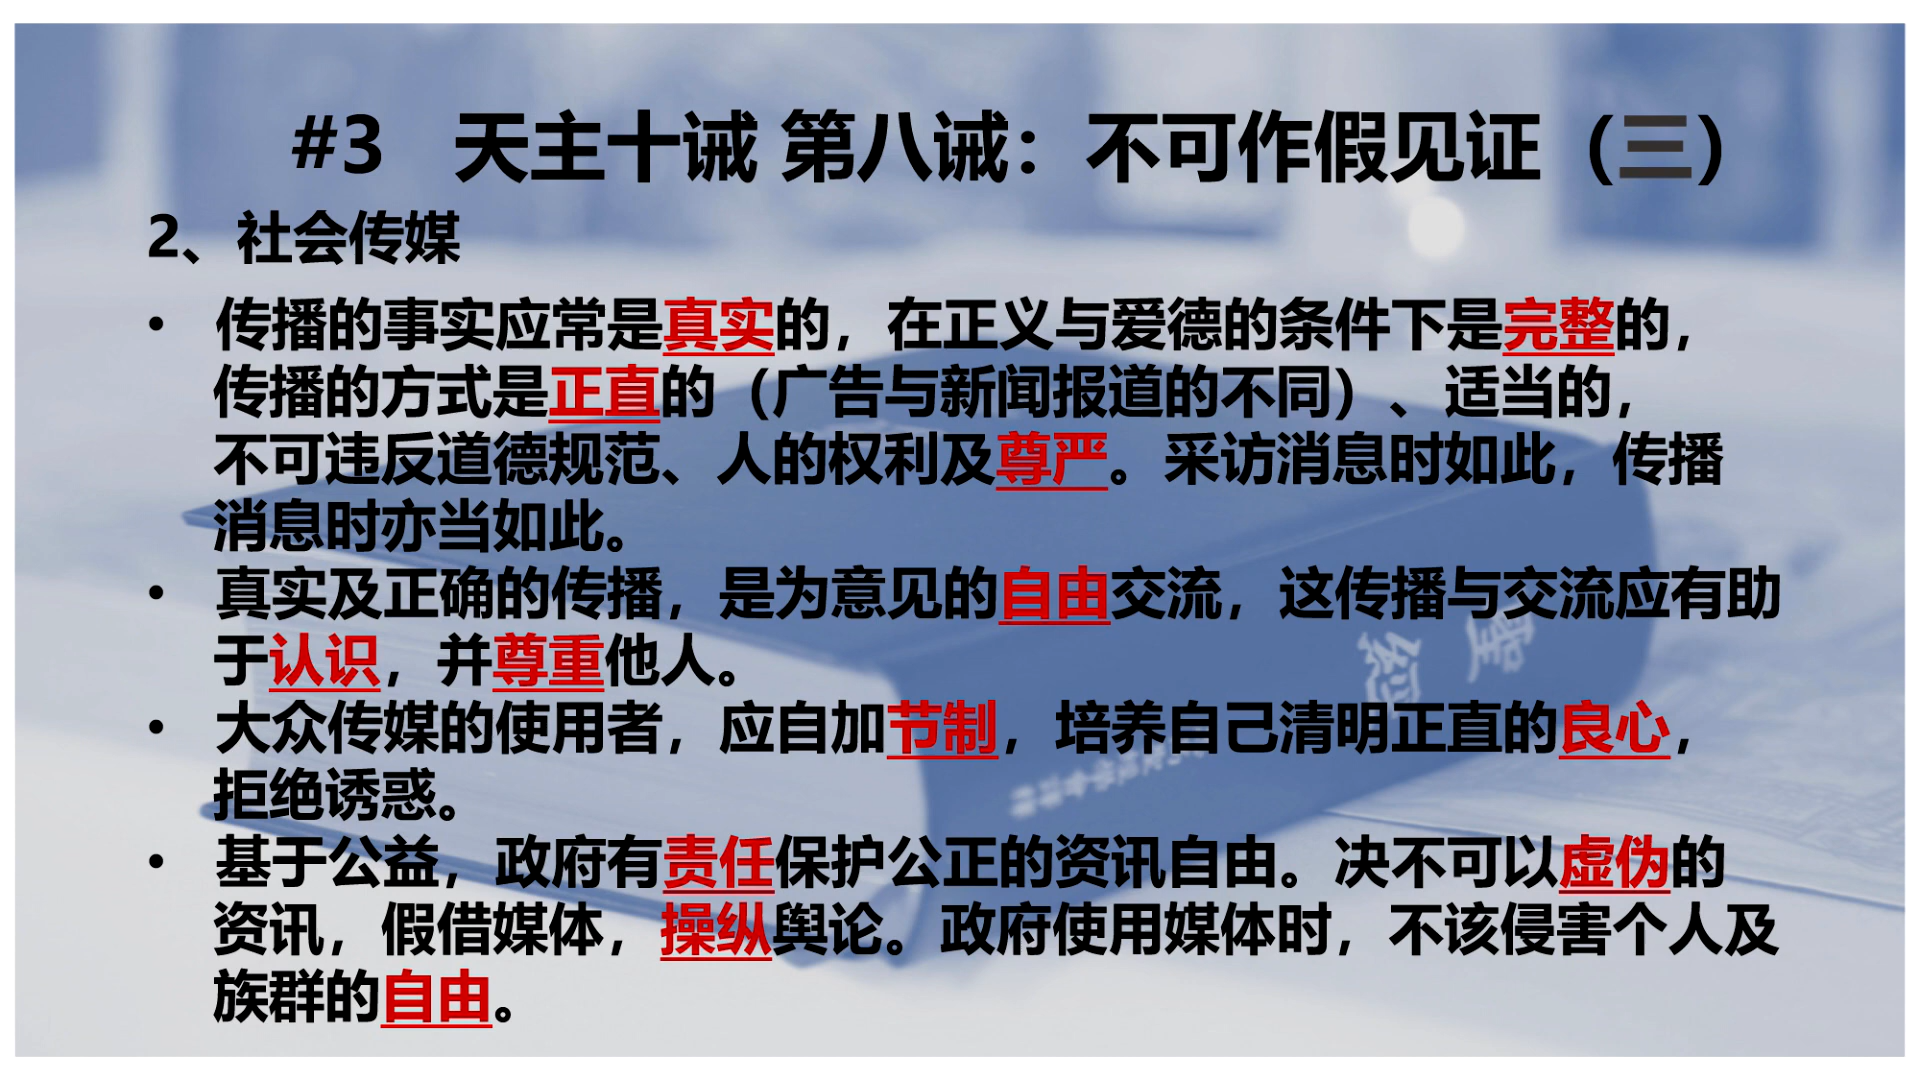 #3 天主十诫 第八诫：不可作假见证（三）
2、社会传媒
• 传播的事实应常是真实的，在正义与爱德的条件下是完整的，
传播的方式是正直的（广告与新闻报道的不同）、适当的，
不可违反道德规范、人的权利及尊严。采访消息时如此，传播
消息时亦当如此。
• 真实及正确的传播，是为意见的自由交流，这传播与交流应有助
于认识，并尊重他人。
• 大众传媒的使用者，应自加节制，培养自己清明正直的良心，
拒绝诱惑。
• 基于公益，政府有责任保护公正的资讯自由。决不可以虚伪的
资讯，假借媒体，操纵舆论。政府使用媒体时，不该侵害个人及
族群的自由。
聖經